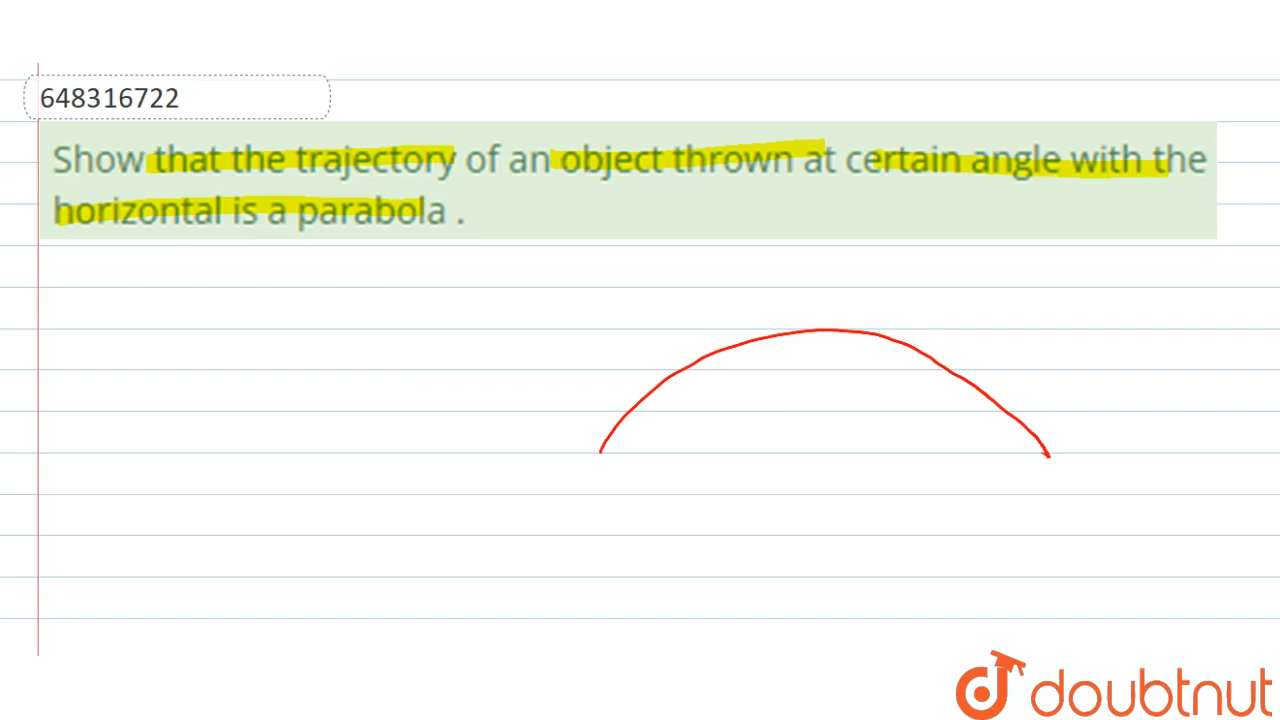 648316722
Show that the trajectory of an object thrown at certain angle with the
horizontal is a parabola .
doubtnut